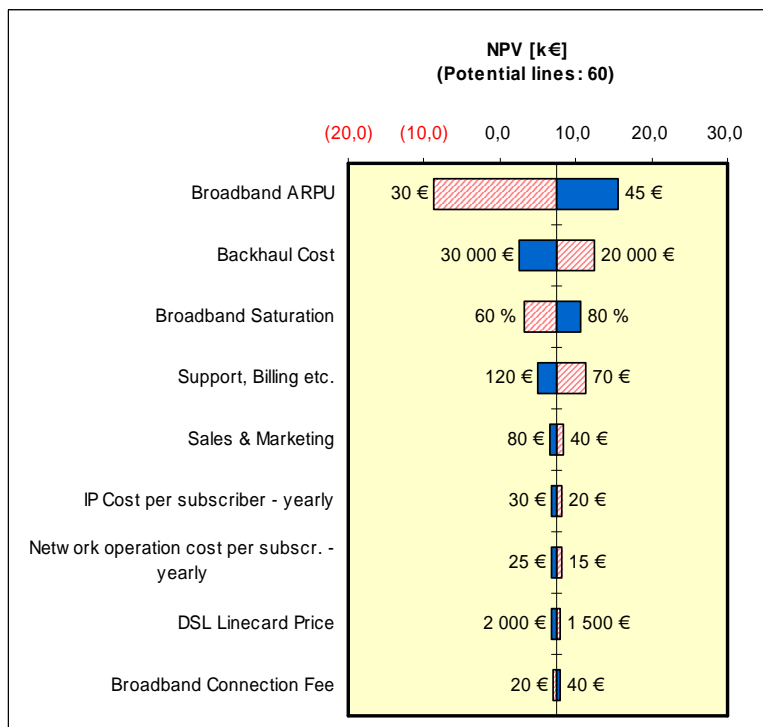 NPV [k€]
(Potential lines: 60)
(20,0) (10,0) 0,0 10,0 20,0 30,0
Broadband ARPU 30 € 45 €
Backhaul Cost 30 000 € 20 000 €
Broadband Saturation 60 % 80 %
Support, Billing etc. 120 € 70 €
Sales & Marketing 80 € 40 €
IP Cost per subscriber - yearly 30 € 20 €
Network operation cost per subscr. -
yearly 25 € 15 €
DSL Linecard Price 2 000 € 1 500 €
Broadband Connection Fee 20 € 40 €